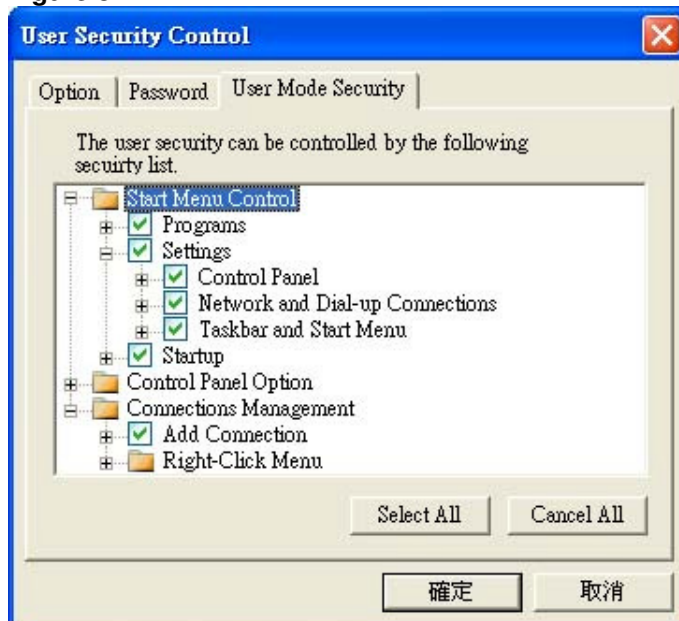 User Security Control
Option Password User Mode Security
The user security can be controlled by the following
secuirty list.
Start Menu Control
Programs
Settings
Control Panel
Network and Dial-up Connections
Taskbar and Start Menu
Startup
Control Panel Option
Connections Management
Add Connection
Right-Click Menu
Select All Cancel All
確定 取消